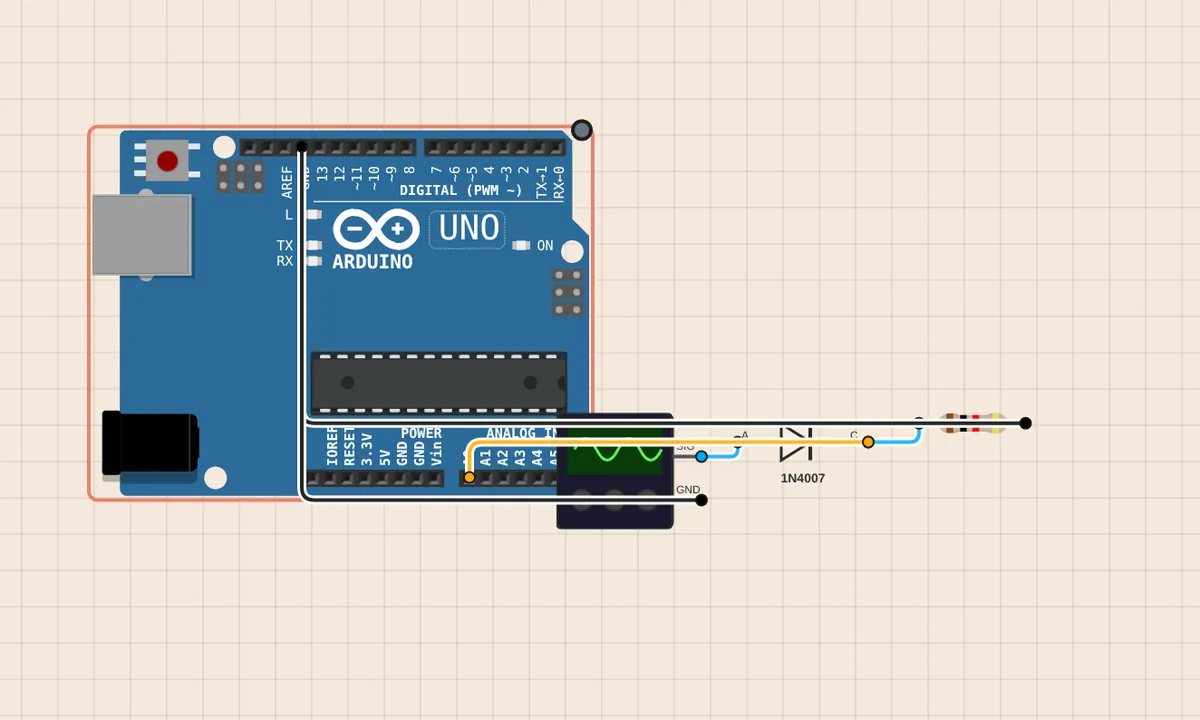 AREF
GND
13
12
~11
~10
~9
8
7
~6
~5
4
~3
2
TX→1
RX←0
DIGITAL (PWM ~)
L
TX
RX
UNO
ON
ARDUINO
IOREF
RESET
3.3V
5V
GND
GND
Vin
POWER
ANALOG IN
A1
A2
A3
A4
A
C
GND
1N4007